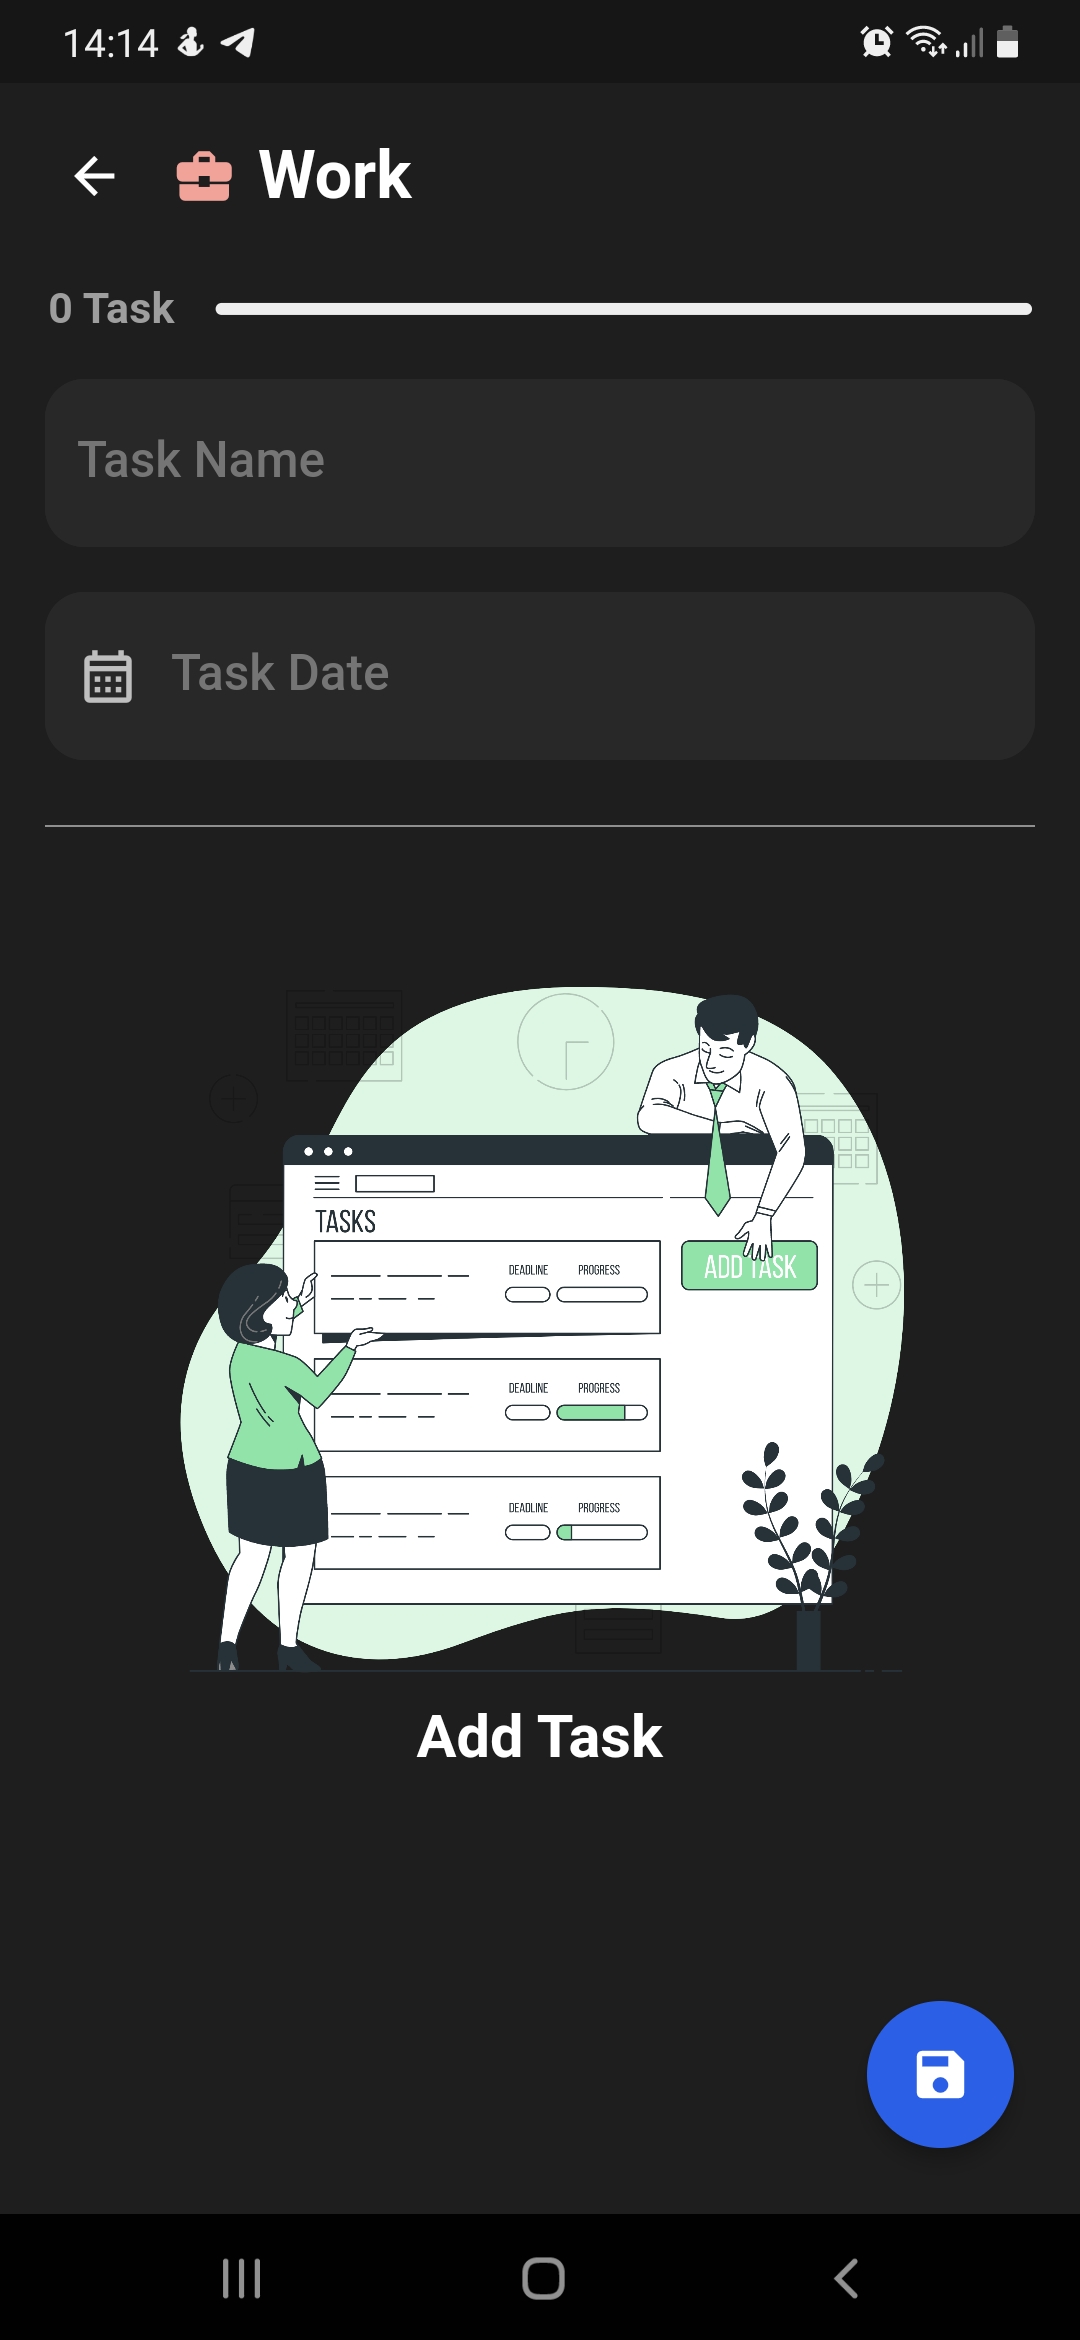 14:14
Work
0 Task
Task Name
Task Date
TASKS
DEADLINE PROGRESS
ADD TASK
DEADLINE PROGRESS
DEADLINE PROGRESS
Add Task